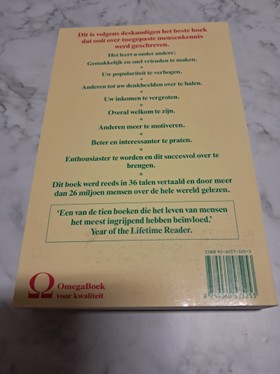 Dit is volgens deskundigen het beste boek
dat ooit over toegepaste mensenkennis
werd geschreven.
Het leert u onder andere:
Gemakkelijk en snel vrienden te maken.
Uw populariteit te verhogen.
Anderen tot uw denkbeelden over te halen.
Uw inkomen te vergroten.
Overal welkom te zijn.
Anderen meer te motiveren.
Beter en interessanter te praten.
Enthousiaster te worden en dit succesvol over te
brengen.
Dit boek werd reeds in 36 talen vertaald en door meer
dan 26 miljoen mensen over de hele wereld gelezen.
'Een van de tien boeken die het leven van mensen
het meest ingrijpend hebben beïnvloed.'
Year of the Lifetime Reader.
OmegaBoek
voor kwaliteit